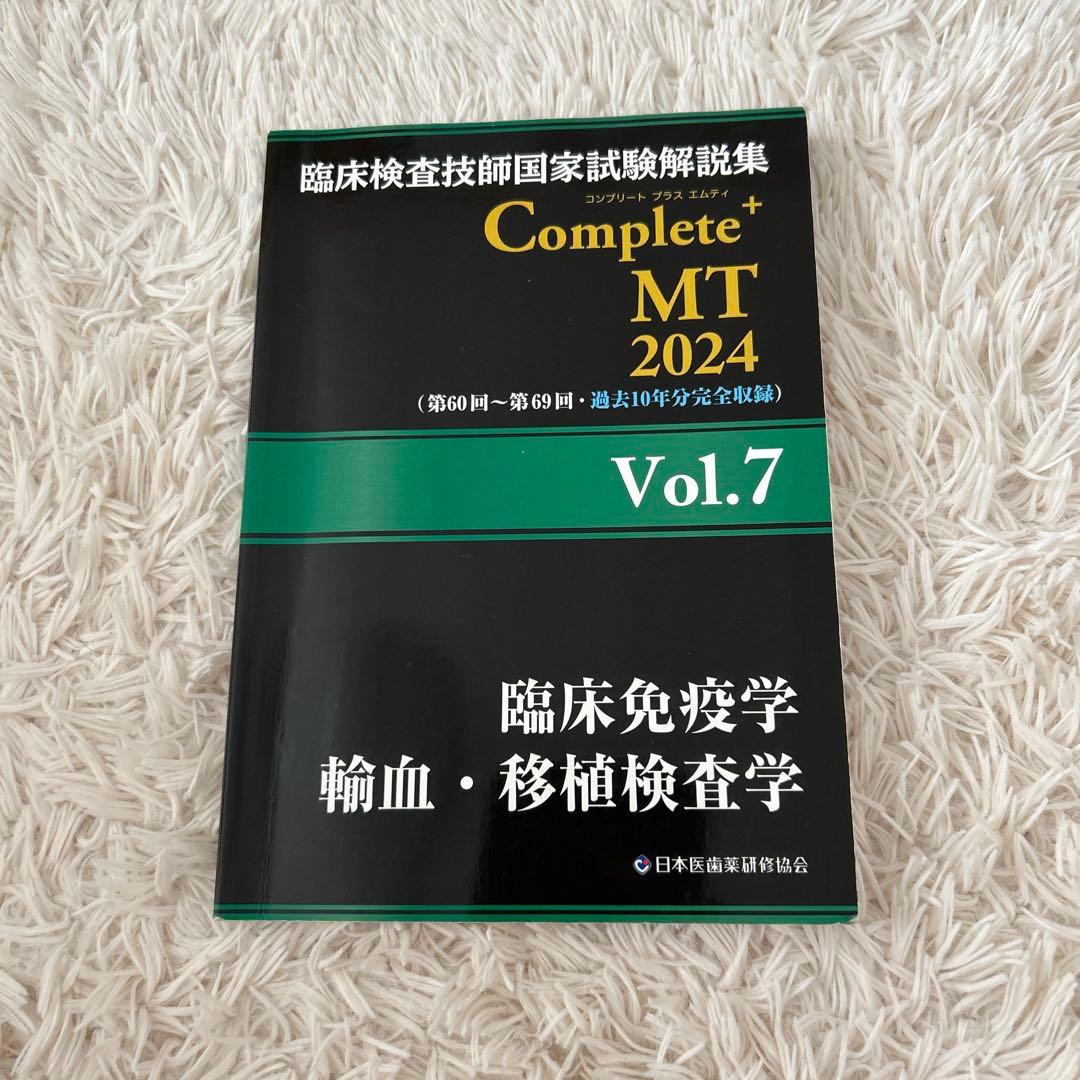 臨床検査技師国家試験解説集
コンプリート プラス エムティ
Complete+
MT
2024
(第60回〜第69回・過去10年分完全収録)
Vol.7
臨床免疫学
輸血・移植検査学
日本医歯薬研修協会